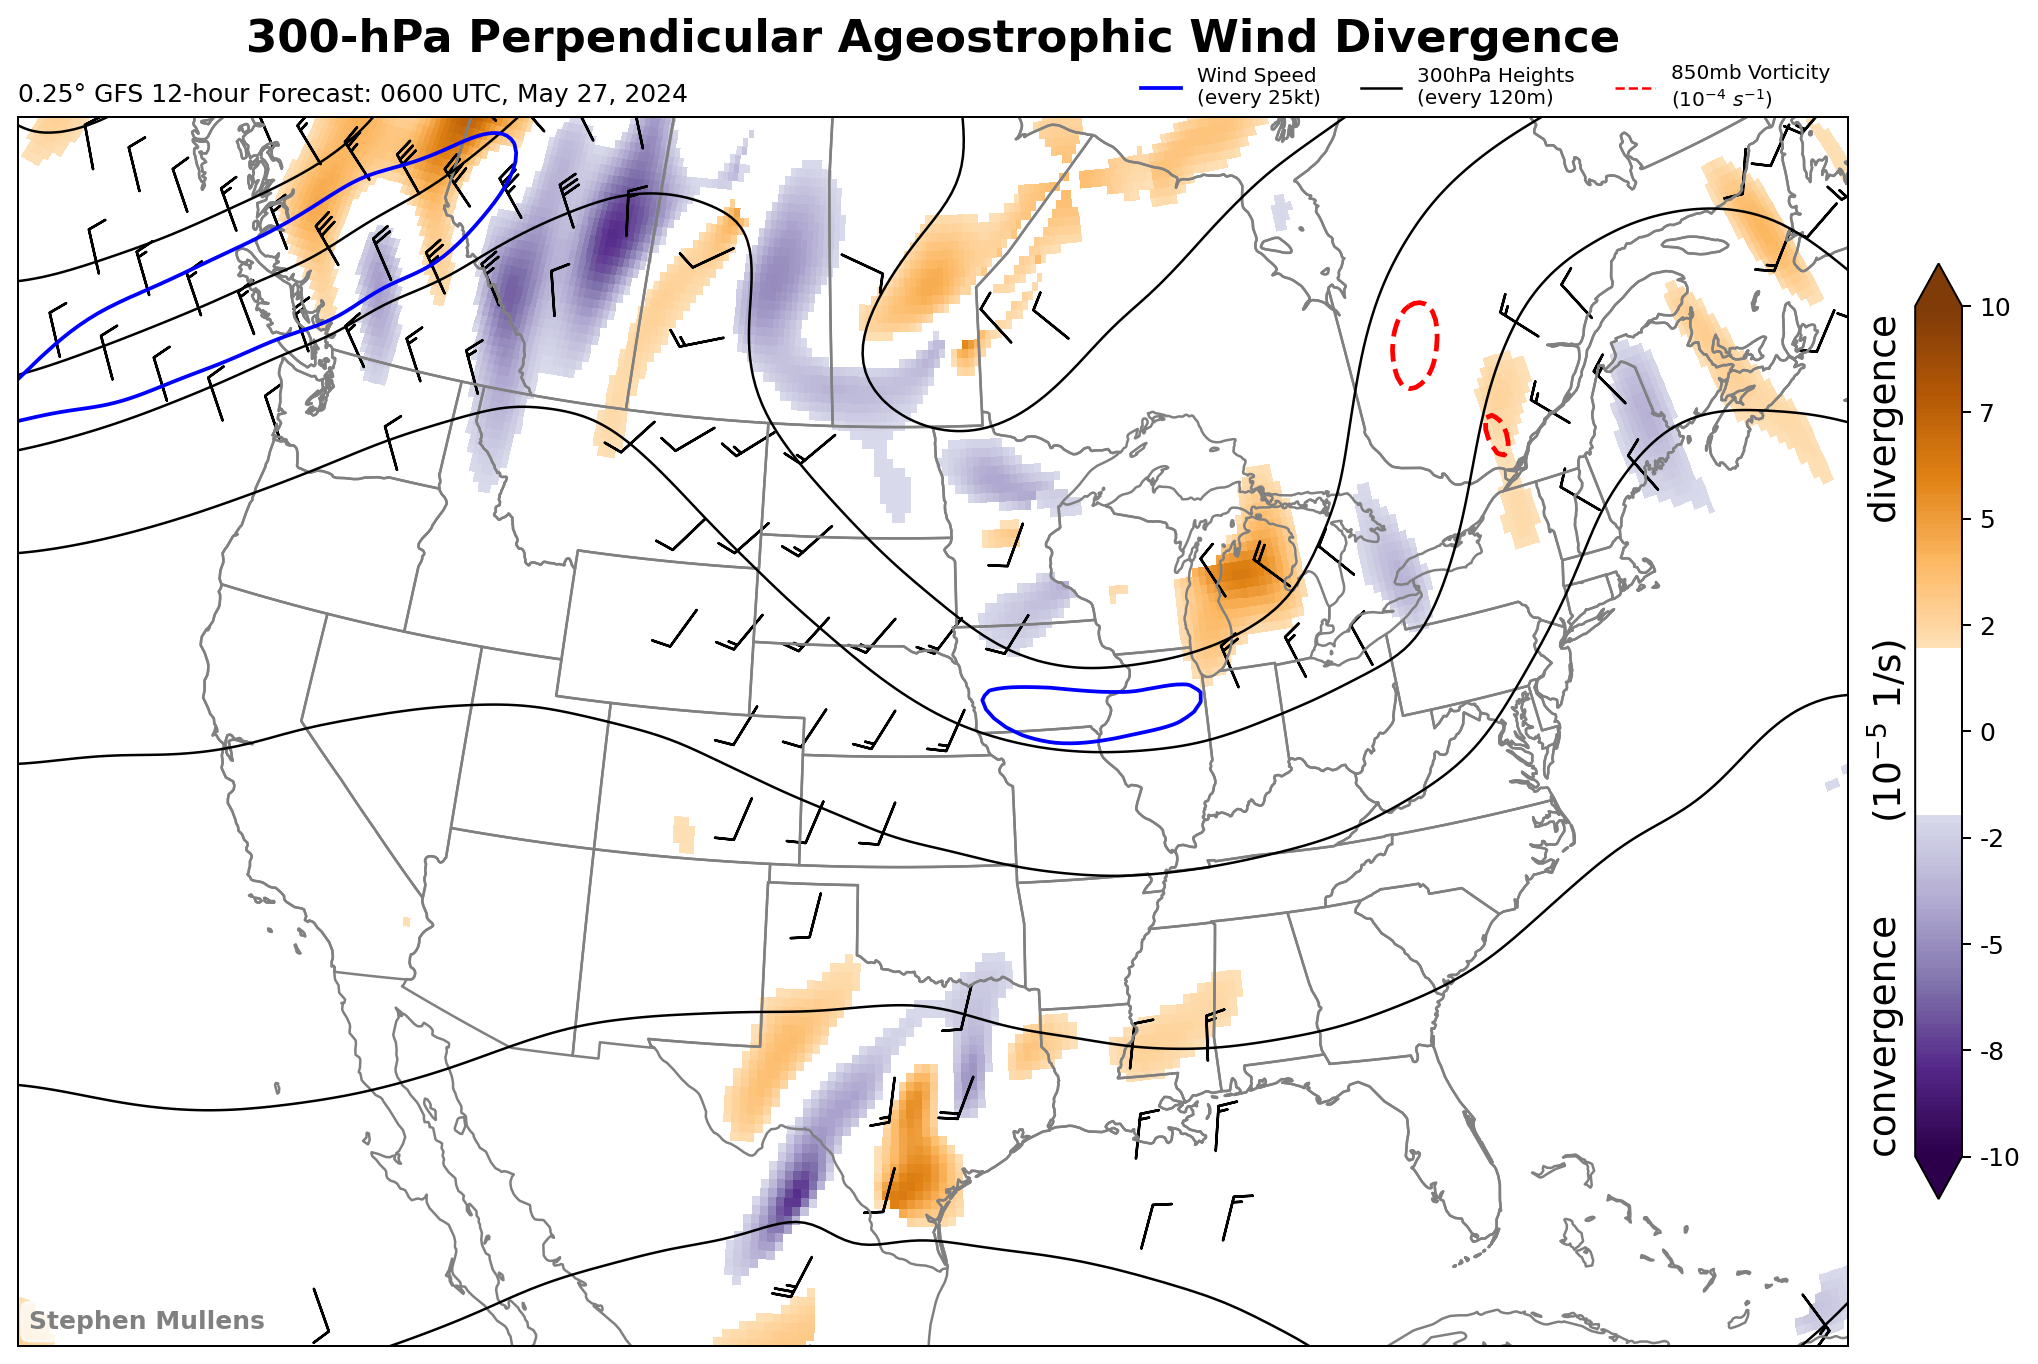 300-hPa Perpendicular Ageostrophic Wind Divergence
0.25° GFS 12-hour Forecast: 0600 UTC, May 27, 2024
Wind Speed
(every 25kt)
300hPa Heights
(every 120m)
850mb Vorticity
(10⁻⁴ s⁻¹)
10
7
5
2
0
-2
-5
-8
-10
convergence (10⁻⁵ 1/s) divergence
Stephen Mullens